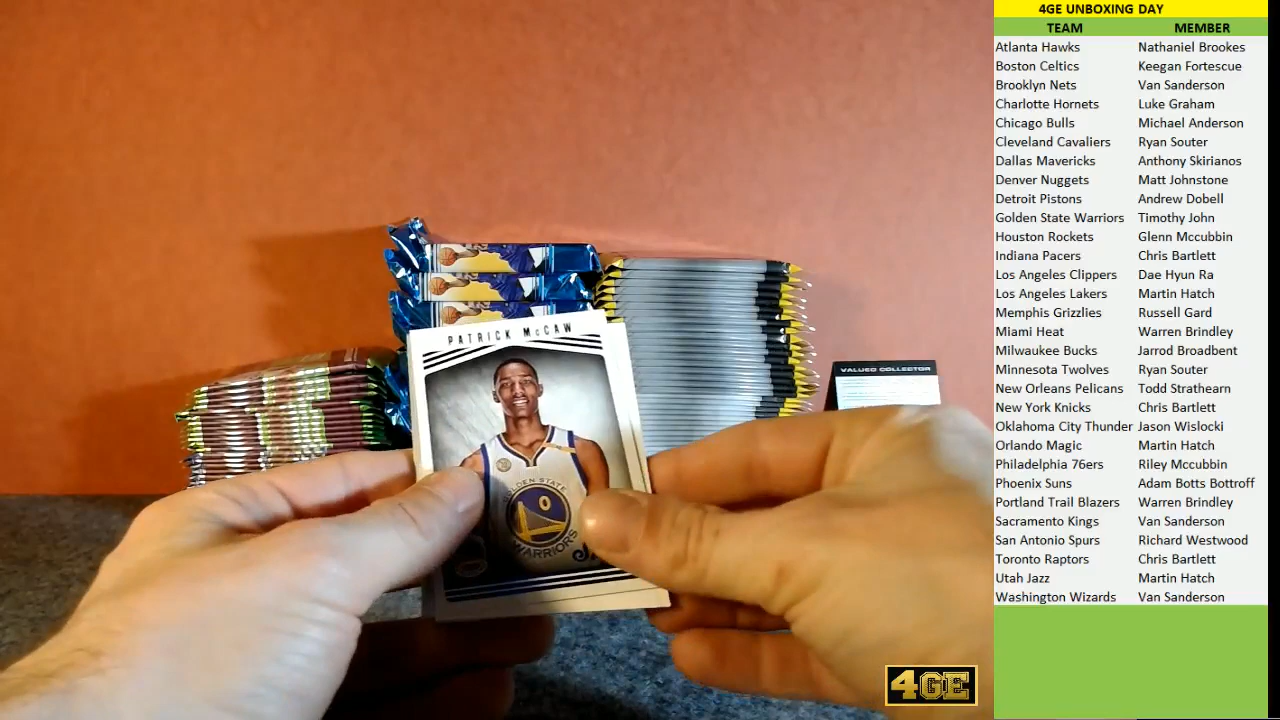 4GE UNBOXING DAY
TEAM MEMBER
Atlanta Hawks Nathaniel Brookes
Boston Celtics Keegan Fortescue
Brooklyn Nets Van Sanderson
Charlotte Hornets Luke Graham
Chicago Bulls Michael Anderson
Cleveland Cavaliers Ryan Souter
Dallas Mavericks Anthony Skirianos
Denver Nuggets Matt Johnstone
Detroit Pistons Andrew Dobell
Golden State Warriors Timothy John
Houston Rockets Glenn Mccubbin
Indiana Pacers Chris Bartlett
Los Angeles Clippers Dae Hyun Ra
Los Angeles Lakers Martin Hatch
Memphis Grizzlies Russell Gard
Miami Heat Warren Brindley
Milwaukee Bucks Jarrod Broadbent
Minnesota Twolves Ryan Souter
New Orleans Pelicans Todd Strathearn
New York Knicks Chris Bartlett
Oklahoma City Thunder Jason Wislocki
Orlando Magic Martin Hatch
Philadelphia 76ers Riley Mccubbin
Phoenix Suns Adam Botts Bottroff
Portland Trail Blazers Warren Brindley
Sacramento Kings Van Sanderson
San Antonio Spurs Richard Westwood
Toronto Raptors Chris Bartlett
Utah Jazz Martin Hatch
Washington Wizards Van Sanderson
PATRICK McCAW
GOLDEN STATE
0
WARRIORS
VALUED COLLECTOR
4GE